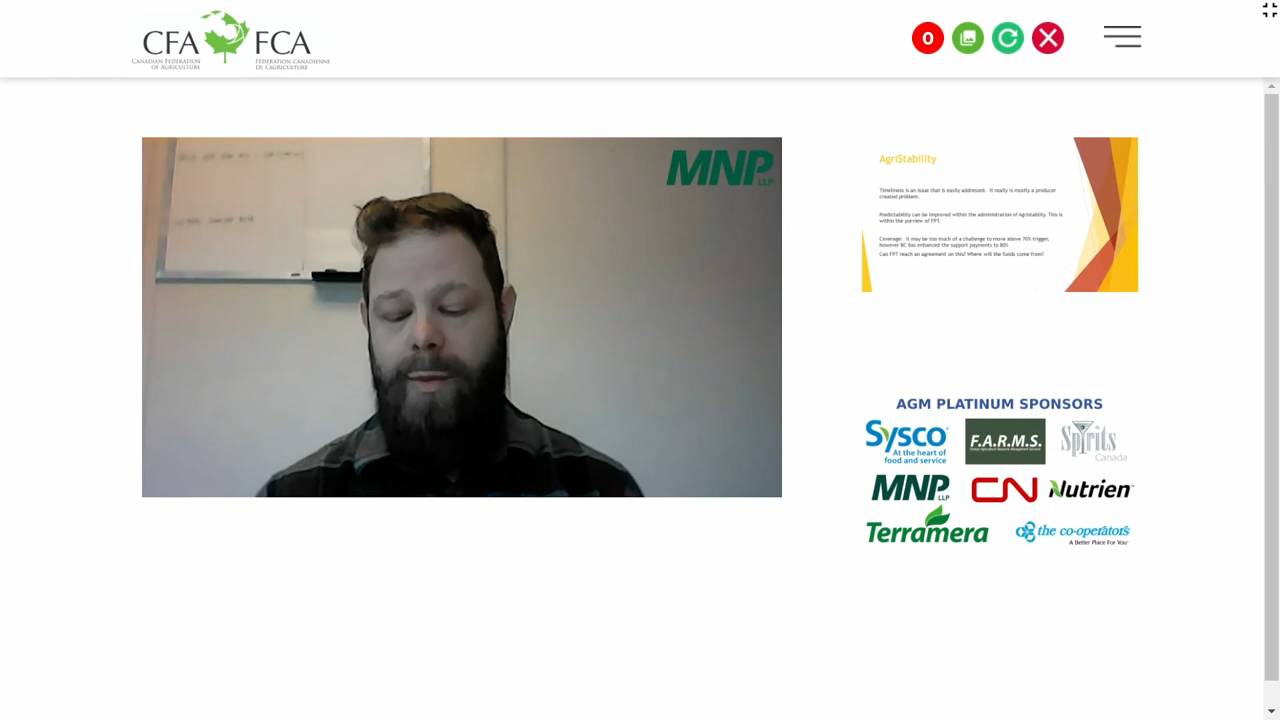 CFA FCA
CANADIAN FEDERATION OF AGRICULTURE
FÉDÉRATION CANADIENNE DE L'AGRICULTURE
0
MNP
LLP
AgriStability
Timeliness is an issue that is easily addressed. It really is mostly a producer
created problem.
Predictability can be improved within the administration of Agristablity. This is
within the purview of FPT.
Coverage: It may be too much of a challenge to move above 70% trigger,
however BC has enhanced the support payments to 80%
Can FPT reach an agreement on this? Where will the funds come from?
AGM PLATINUM SPONSORS
Sysco
At the heart of
food and service
F.A.R.M.S.
Spirits
Canada
MNP
LLP
CN
Nutrien
Terramera
the co-operators
A Better Place For You